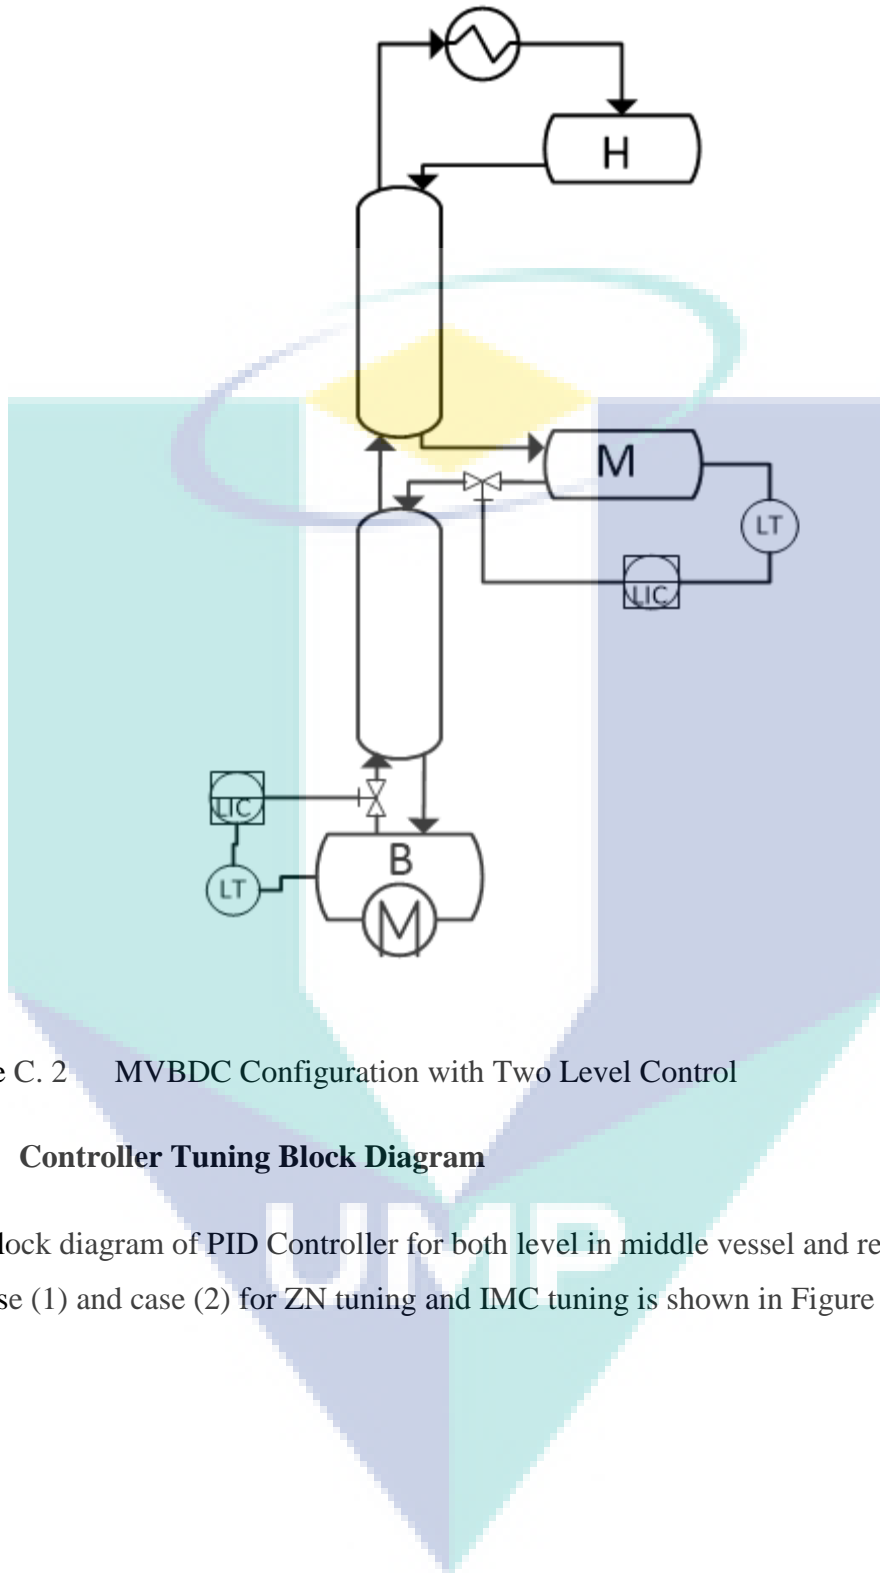 H
M
LT
LIC
LIC
B
LT
M
e C. 2 MVBDC Configuration with Two Level Control
Controller Tuning Block Diagram
lock diagram of PID Controller for both level in middle vessel and re
se (1) and case (2) for ZN tuning and IMC tuning is shown in Figure
UMP